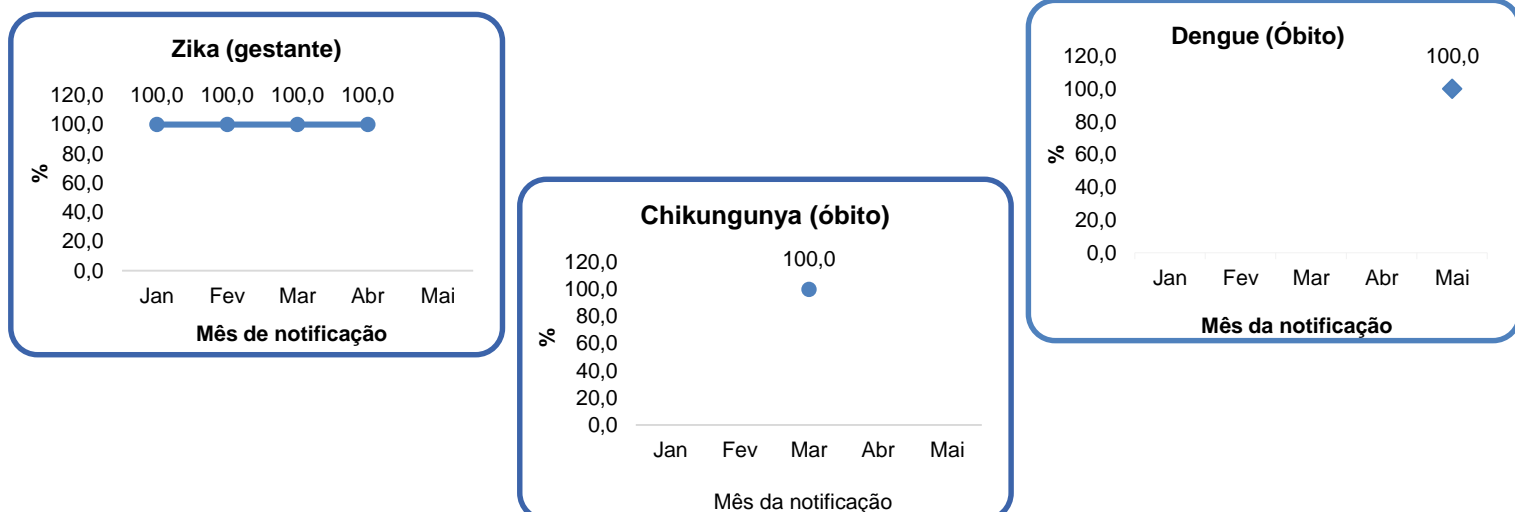 Zika (gestante)
120,0
100,0
80,0
60,0
40,0
20,0
0,0
100,0 100,0 100,0 100,0
%
Jan Fev Mar Abr Mai
Mês de notificação
Chikungunya (óbito)
120,0
100,0
80,0
60,0
40,0
20,0
0,0
100,0
%
Jan Fev Mar Abr Mai
Mês da notificação
Dengue (Óbito)
120,0
100,0
80,0
60,0
40,0
20,0
0,0
100,0
%
Jan Fev Mar Abr Mai
Mês da notificação